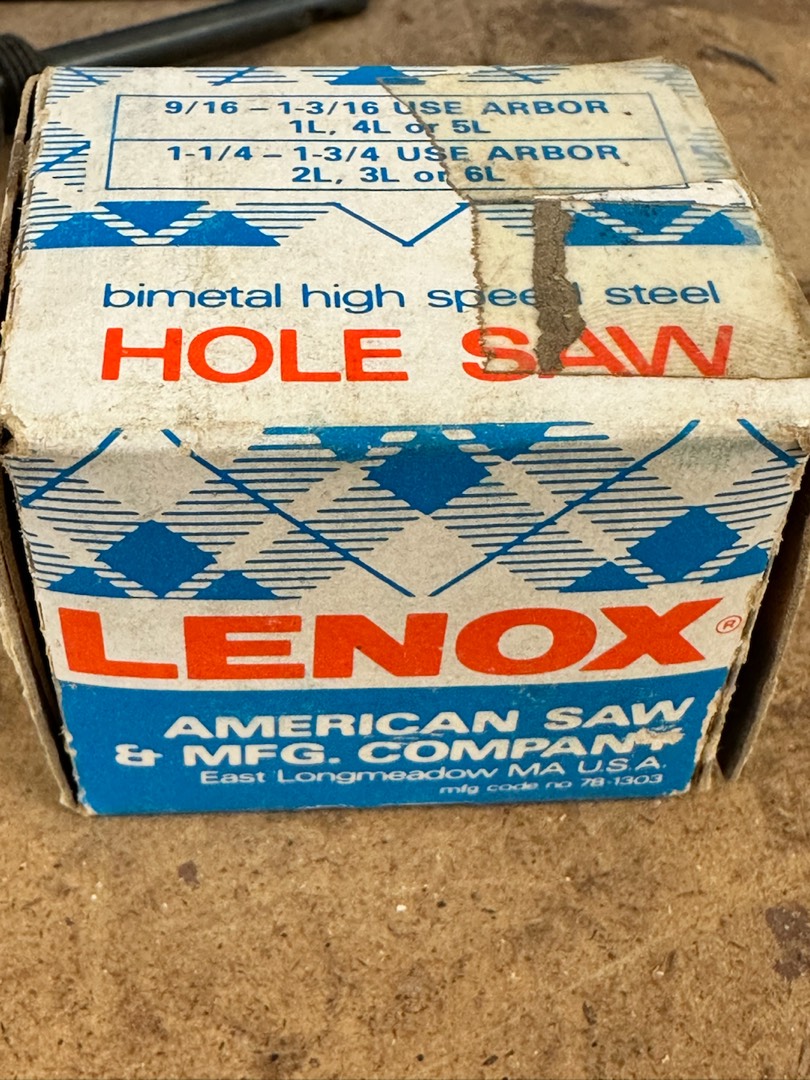 9/16 – 1-3/16 USE ARBOR
1L, 4L or 5L
1-1/4 – 1-3/4 USE ARBOR
2L, 3L or 6L
bimetal high speed steel
HOLE SAW
LENOX®
AMERICAN SAW
& MFG. COMPANY
East Longmeadow MA U.S.A.
mfg code no 78-1303